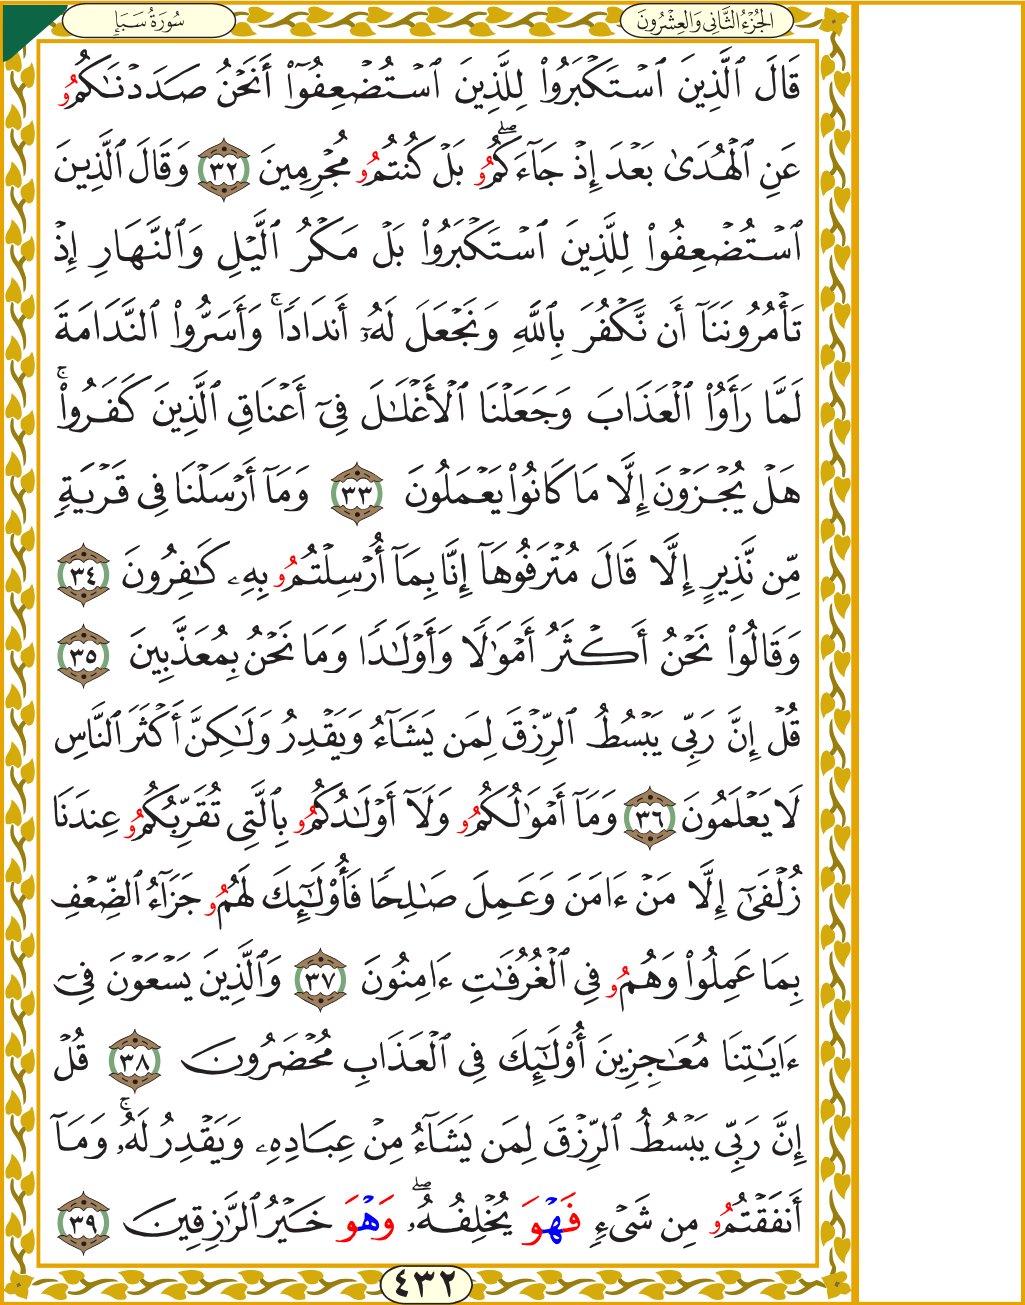 الجُزْءُ الثَّانِي وَالعِشْرُونَ
سُورَةُ سَبَإٍ
قَالَ ٱلَّذِينَ ٱسْتَكْبَرُوا۟ لِلَّذِينَ ٱسْتُضْعِفُوٓا۟ أَنَحْنُ صَدَدْنَٰكُمُۥ
عَنِ ٱلْهُدَىٰ بَعْدَ إِذْ جَآءَكُمُۥۖ بَلْ كُنتُمُۥ مُجْرِمِينَ ٣٢ وَقَالَ ٱلَّذِينَ
ٱسْتُضْعِفُوا۟ لِلَّذِينَ ٱسْتَكْبَرُوا۟ بَلْ مَكْرُ ٱلَّيْلِ وَٱلنَّهَارِ إِذْ
تَأْمُرُونَنَآ أَن نَّكْفُرَ بِٱللَّهِ وَنَجْعَلَ لَهُۥٓ أَندَادًاۚ وَأَسَرُّوا۟ ٱلنَّدَامَةَ
لَمَّا رَأَوُا۟ ٱلْعَذَابَ وَجَعَلْنَا ٱلْأَغْلَٰلَ فِىٓ أَعْنَاقِ ٱلَّذِينَ كَفَرُوا۟ۚ
هَلْ يُجْزَوْنَ إِلَّا مَا كَانُوا۟ يَعْمَلُونَ ٣٣ وَمَآ أَرْسَلْنَا فِى قَرْيَةٍ
مِّن نَّذِيرٍ إِلَّا قَالَ مُتْرَفُوهَآ إِنَّا بِمَآ أُرْسِلْتُمُۥ بِهِۦ كَٰفِرُونَ ٣٤
وَقَالُوا۟ نَحْنُ أَكْثَرُ أَمْوَٰلًا وَأَوْلَٰدًا وَمَا نَحْنُ بِمُعَذَّبِينَ ٣٥
قُلْ إِنَّ رَبِّى يَبْسُطُ ٱلرِّزْقَ لِمَن يَشَآءُ وَيَقْدِرُ وَلَٰكِنَّ أَكْثَرَ ٱلنَّاسِ
لَا يَعْلَمُونَ ٣٦ وَمَآ أَمْوَٰلُكُمُۥ وَلَآ أَوْلَٰدُكُمُۥ بِٱلَّتِى تُقَرِّبُكُمُۥ عِندَنَا
زُلْفَىٰٓ إِلَّا مَنْ ءَامَنَ وَعَمِلَ صَٰلِحًا فَأُو۟لَٰٓئِكَ لَهُمُۥ جَزَآءُ ٱلضِّعْفِ
بِمَا عَمِلُوا۟ وَهُمُۥ فِى ٱلْغُرُفَٰتِ ءَامِنُونَ ٣٧ وَٱلَّذِينَ يَسْعَوْنَ فِىٓ
ءَايَٰتِنَا مُعَٰجِزِينَ أُو۟لَٰٓئِكَ فِى ٱلْعَذَابِ مُحْضَرُونَ ٣٨ قُلْ
إِنَّ رَبِّى يَبْسُطُ ٱلرِّزْقَ لِمَن يَشَآءُ مِنْ عِبَادِهِۦ وَيَقْدِرُ لَهُۥۚ وَمَآ
أَنفَقْتُمُۥ مِن شَىْءٍ فَهْوَ يُخْلِفُهُۥۖ وَهْوَ خَيْرُ ٱلرَّٰزِقِينَ ٣٩
٤٣٢